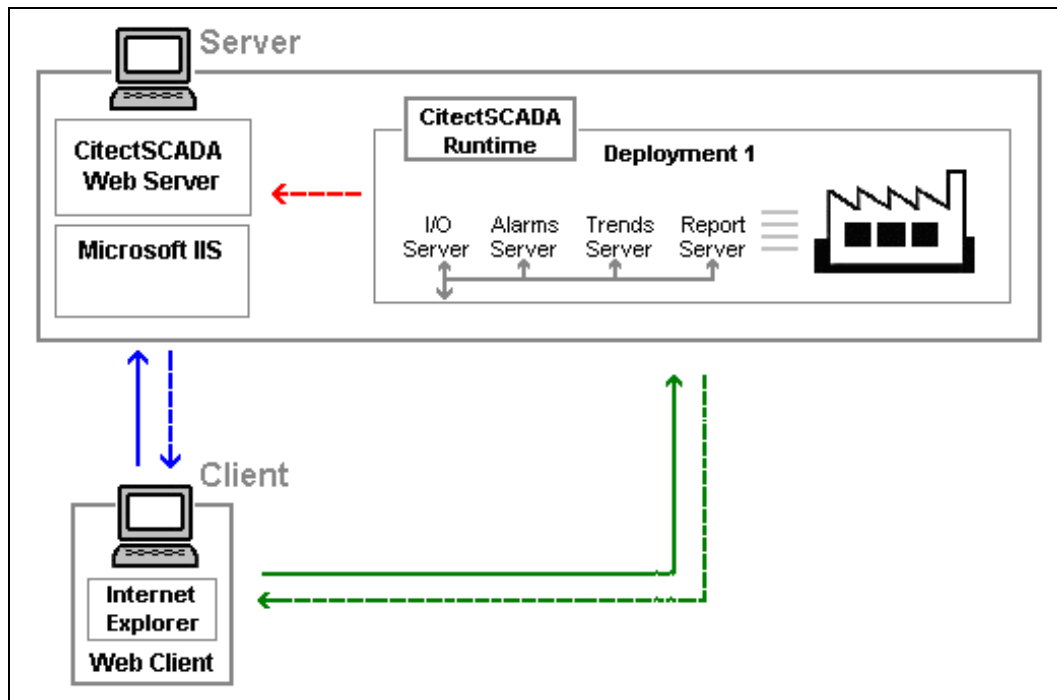 Server
CitectSCADA
Web Server
Microsoft IIS
CitectSCADA
Runtime
Deployment 1
I/O
Server
Alarms
Server
Trends
Server
Report
Server
Client
Internet
Explorer
Web Client